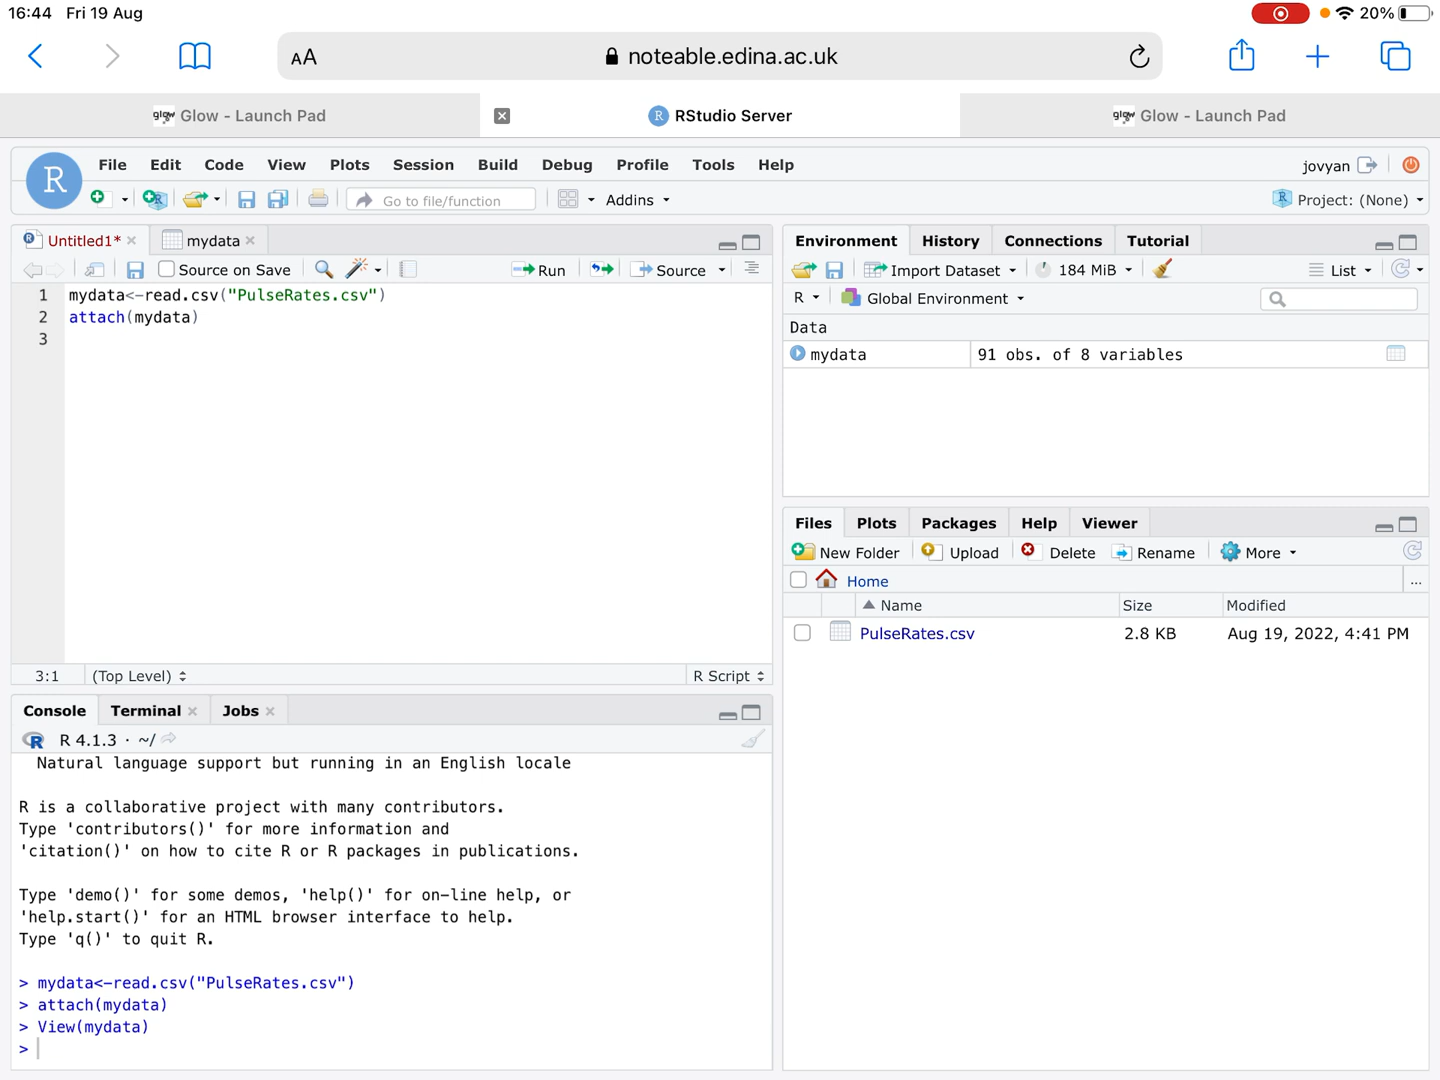 16:44 Fri 19 Aug
20%
AA
noteable.edina.ac.uk
glow Glow - Launch Pad
R RStudio Server
glow Glow - Launch Pad
R
File Edit Code View Plots Session Build Debug Profile Tools Help
jovyan
Go to file/function
Addins
Project: (None)
Untitled1*
mydata
Source on Save
Run
Source
1 mydata<-read.csv("PulseRates.csv")
2 attach(mydata)
3
3:1
(Top Level)
R Script
Console
Terminal
Jobs
R 4.1.3 · ~/
Natural language support but running in an English locale
R is a collaborative project with many contributors.
Type 'contributors()' for more information and
'citation()' on how to cite R or R packages in publications.
Type 'demo()' for some demos, 'help()' for on-line help, or
'help.start()' for an HTML browser interface to help.
Type 'q()' to quit R.
> mydata<-read.csv("PulseRates.csv")
> attach(mydata)
> View(mydata)
>
Environment History Connections Tutorial
Import Dataset
184 MiB
List
R
Global Environment
Data
mydata 91 obs. of 8 variables
Files Plots Packages Help Viewer
New Folder Upload Delete Rename More
Home
...
Name Size Modified
PulseRates.csv 2.8 KB Aug 19, 2022, 4:41 PM